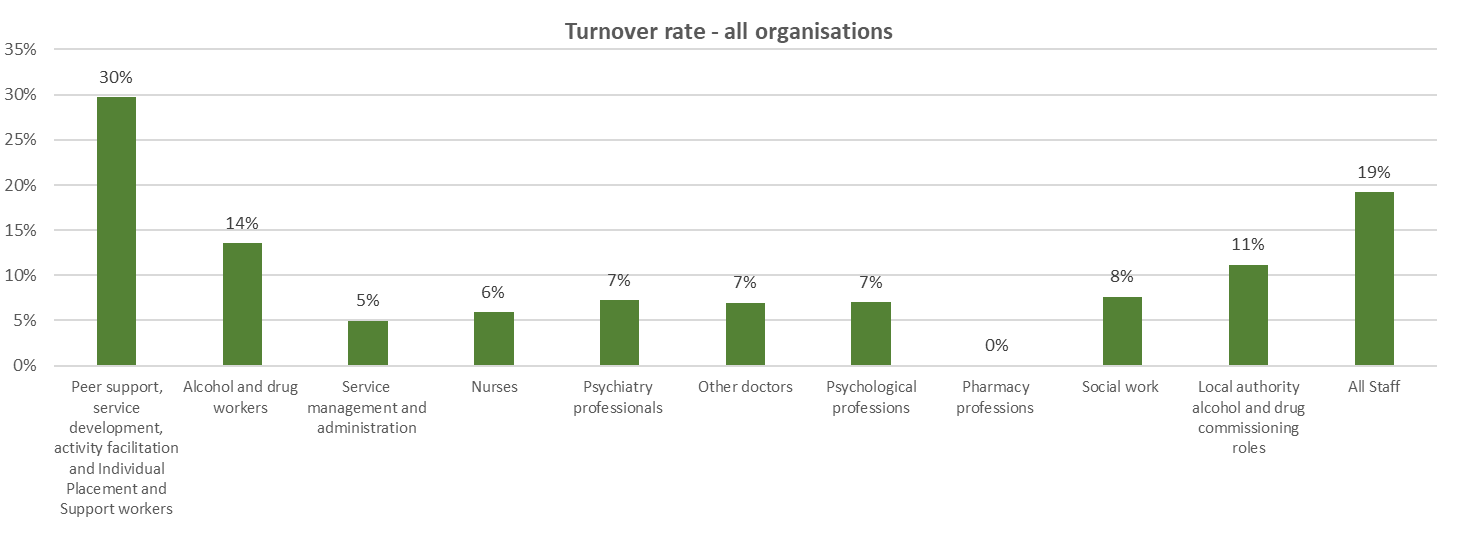 Turnover rate - all organisations
35%
30%
25%
20%
15%
10%
5%
0%
30%
14%
5%
6%
7%
7%
7%
0%
8%
11%
19%
Peer support,
service
development,
activity facilitation
and Individual
Placement and
Support workers
Alcohol and drug
workers
Service
management and
administration
Nurses
Psychiatry
professionals
Other doctors
Psychological
professions
Pharmacy
professions
Social work
Local authority
alcohol and drug
commissioning
roles
All Staff